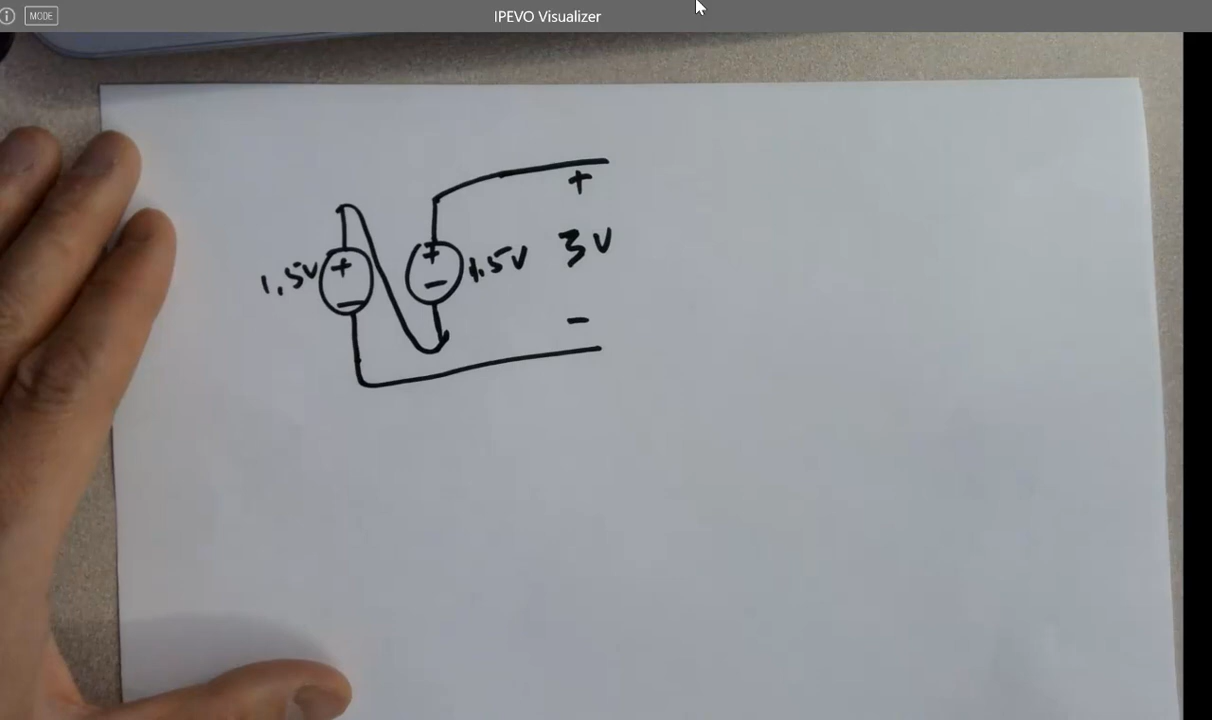 MODE
IPEVO Visualizer
+
1.5V
+
-
+
1.5V
-
3V
-